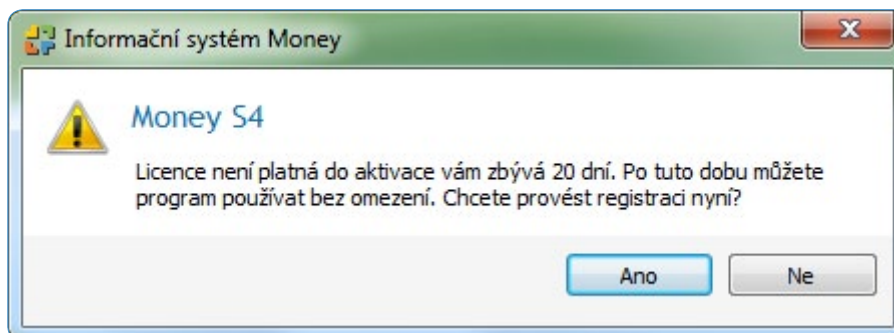 Informační systém Money
Money S4
Licence není platná do aktivace vám zbývá 20 dní. Po tuto dobu můžete
program používat bez omezení. Chcete provést registraci nyní?
Ano
Ne